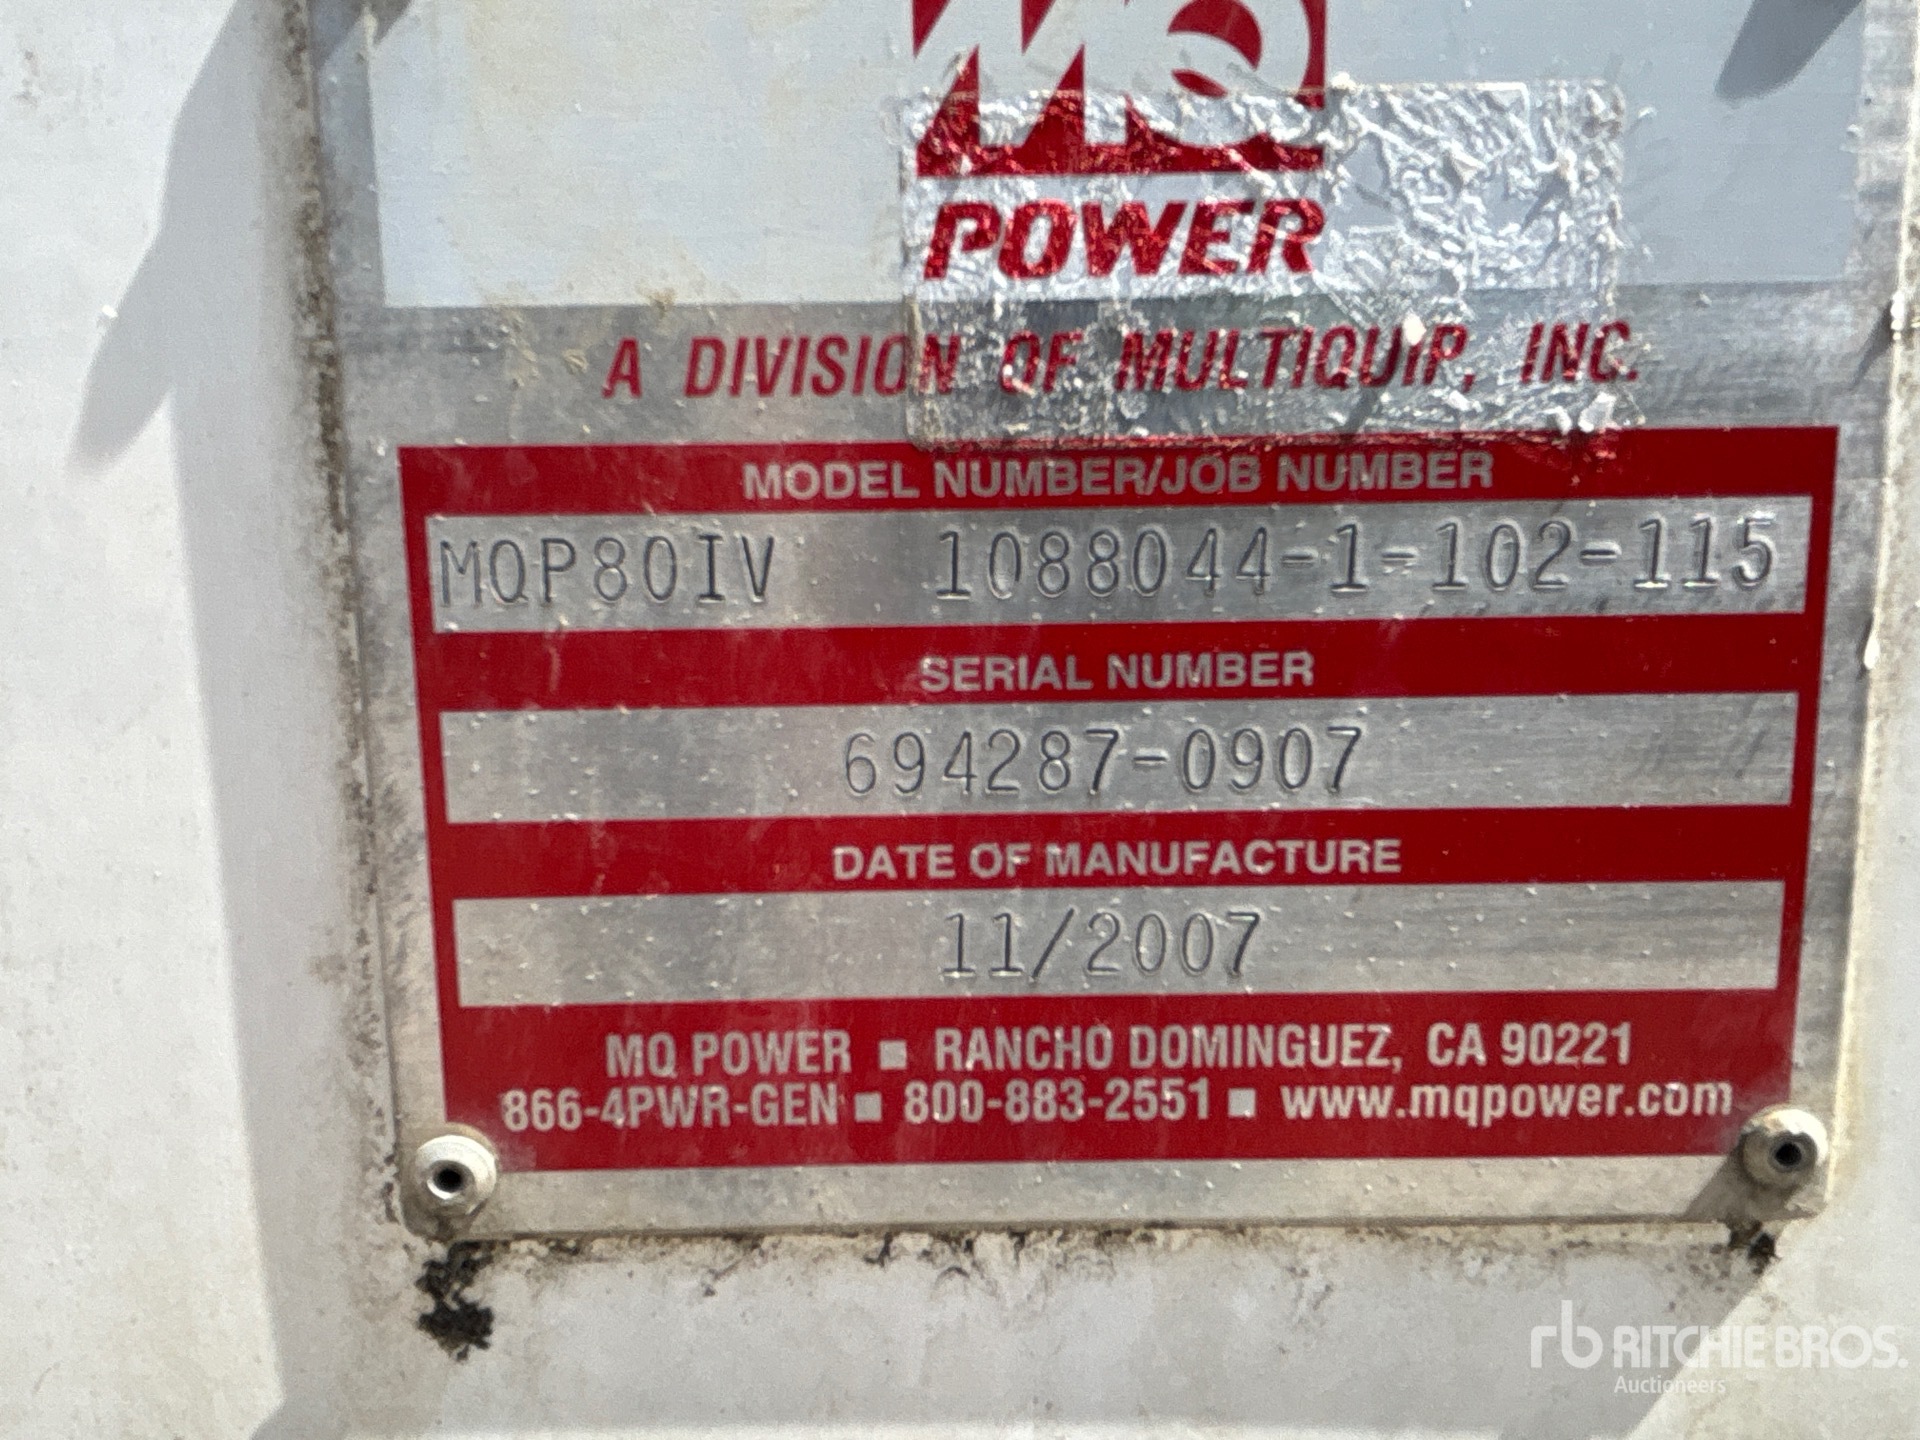 MQ
POWER
A DIVISION OF MULTIQUIP, INC.
MODEL NUMBER/JOB NUMBER
MQP80IV 1088044-1-102-115
SERIAL NUMBER
694287-0907
DATE OF MANUFACTURE
11/2007
MQ POWER ■ RANCHO DOMINGUEZ, CA 90221
866-4PWR-GEN ■ 800-883-2551 ■ www.mqpower.com
rb RITCHIE BROS.
Auctioneers